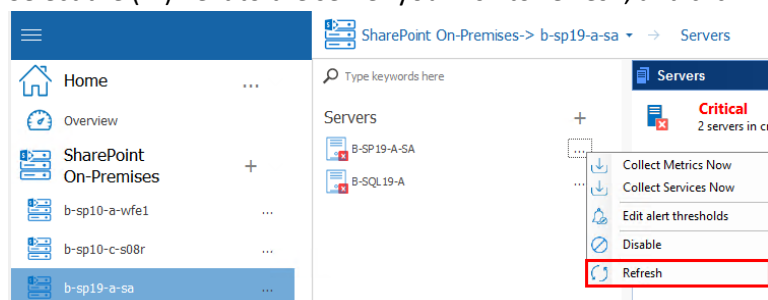 SharePoint On-Premises-> b-sp19-a-sa Servers
Home ...
Overview
SharePoint
On-Premises +
b-sp10-a-wfe1 ...
b-sp10-c-s08r ...
b-sp19-a-sa ...
Type keywords here
Servers +
B-SP19-A-SA ...
B-SQL19-A ...
Servers
Critical
2 servers in
Collect Metrics Now
Collect Services Now
Edit alert thresholds
Disable
Refresh